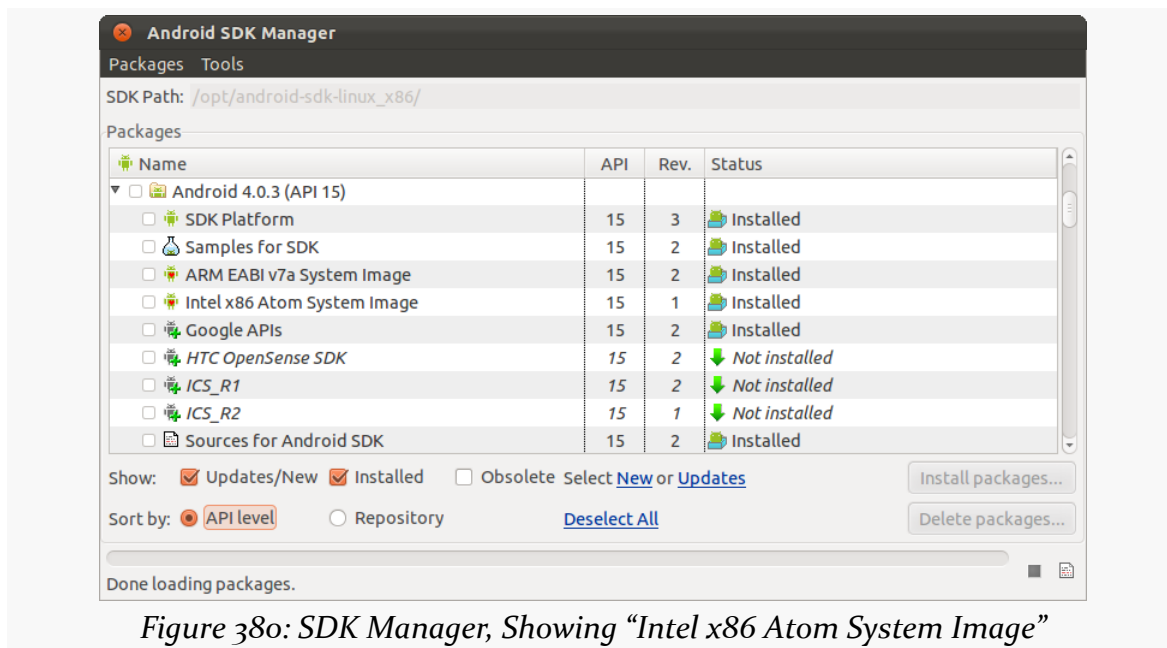 Android SDK Manager
Packages Tools
SDK Path: /opt/android-sdk-linux_x86/
Packages
Name API Rev. Status
Android 4.0.3 (API 15)
SDK Platform 15 3 Installed
Samples for SDK 15 2 Installed
ARM EABI v7a System Image 15 2 Installed
Intel x86 Atom System Image 15 1 Installed
Google APIs 15 2 Installed
HTC OpenSense SDK 15 2 Not installed
ICS_R1 15 2 Not installed
ICS_R2 15 1 Not installed
Sources for Android SDK 15 2 Installed
Show: Updates/New Installed Obsolete Select New or Updates Install packages...
Sort by: API level Repository Deselect All Delete packages...
Done loading packages.
Figure 380: SDK Manager, Showing “Intel x86 Atom System Image”